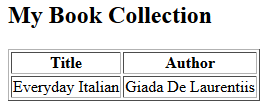 My Book Collection
Title Author
Everyday Italian Giada De Laurentiis